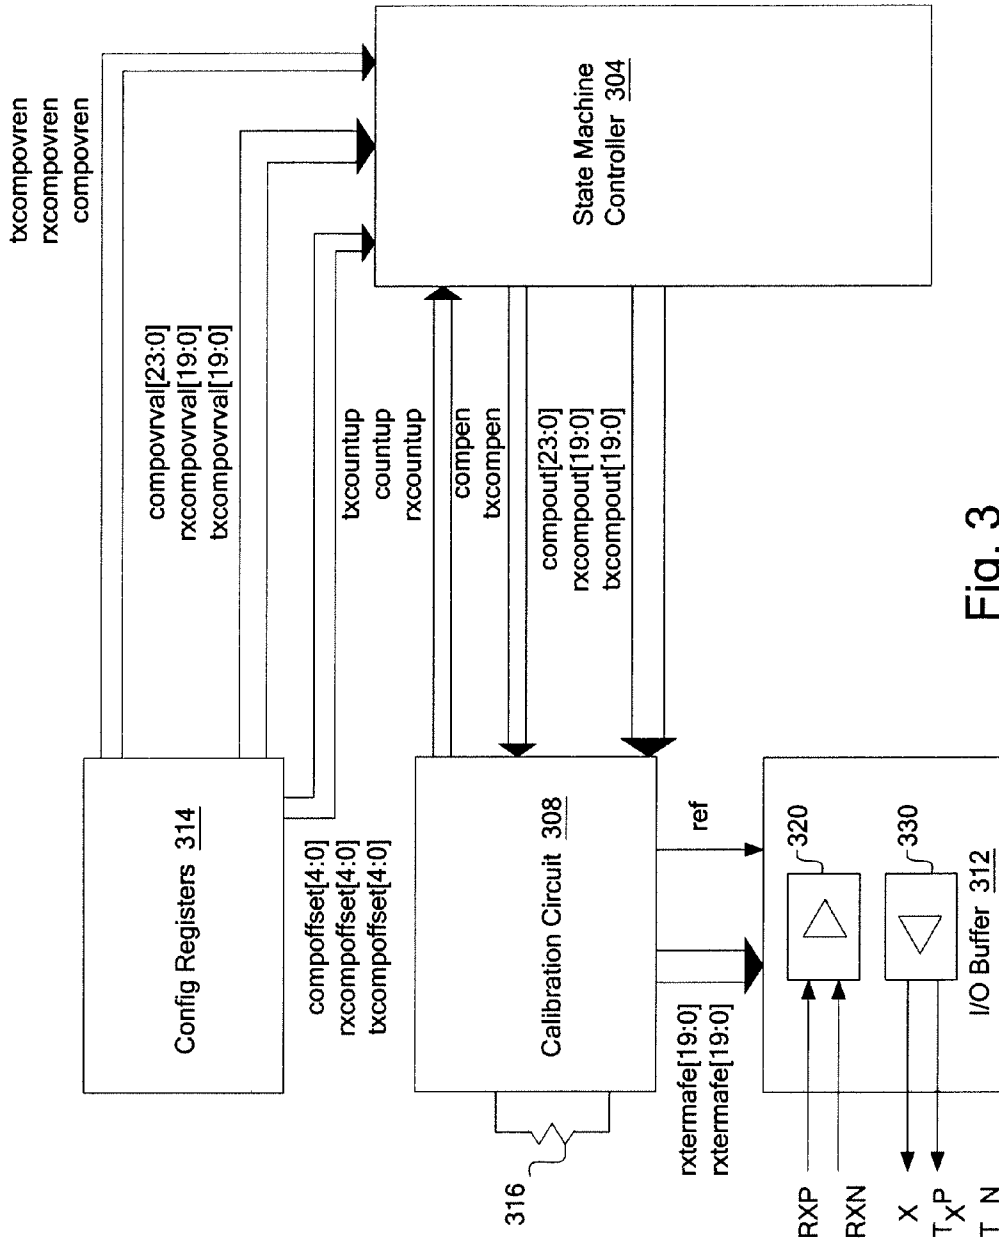 txcompovren
rxcompovren
compovren
compovrval[23:0]
rxcompovrval[19:0]
txcompovrval[19:0]
State Machine
Controller 304
txcountup
countup
rxcountup
compen
txcompen
compout[23:0]
rxcompout[19:0]
txcompout[19:0]
Config Registers 314
compoffset[4:0]
rxcompoffset[4:0]
txcompoffset[4:0]
Calibration Circuit 308
316
ref
rxtermafe[19:0]
rxtermafe[19:0]
320
330
I/O Buffer 312
RXP
RXN
X
T P
X
T N
Fig. 3